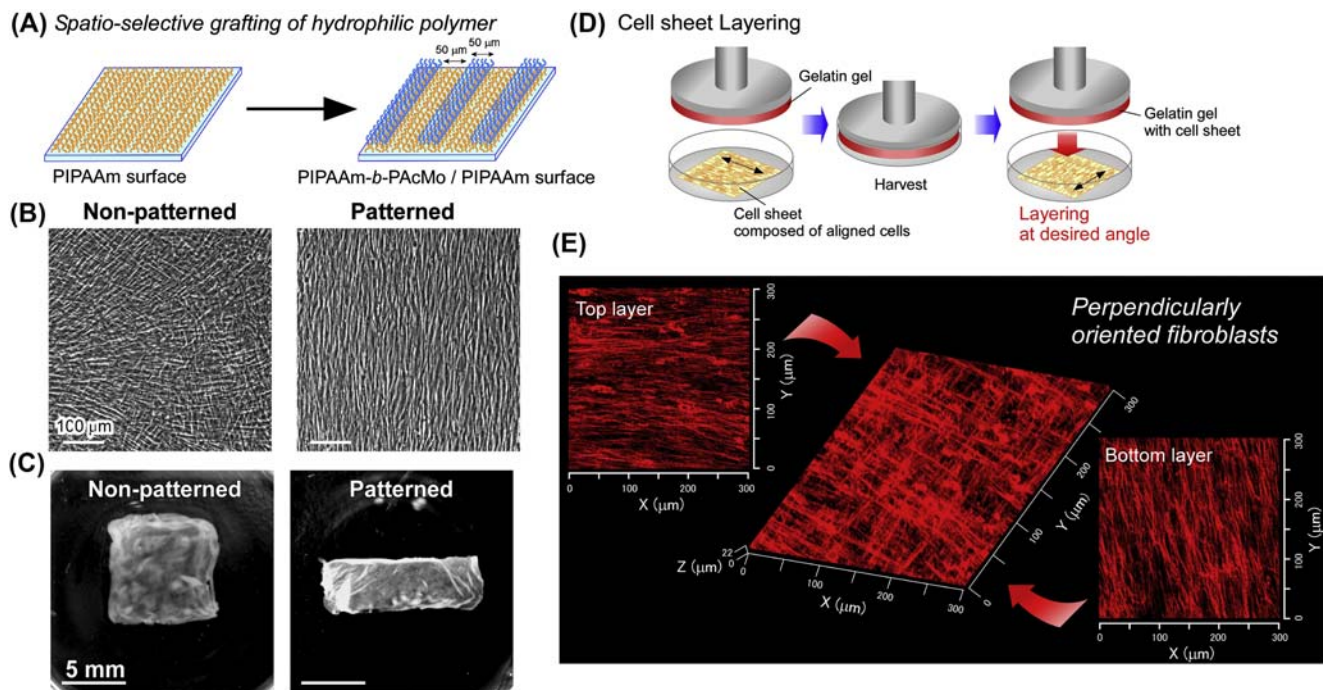 (A) Spatio-selective grafting of hydrophilic polymer
50 μm 50 μm
PIPAAm surface
PIPAAm-b-PAcMo / PIPAAm surface
(B)
Non-patterned
Patterned
100 μm
(C)
Non-patterned
Patterned
5 mm
(D) Cell sheet Layering
Gelatin gel
Gelatin gel
with cell sheet
Harvest
Cell sheet
composed of aligned cells
Layering
at desired angle
(E)
Top layer
300
200
100
0
Y (μm)
0 100 200 300
X (μm)
Perpendicularly
oriented fibroblasts
300
200
100
0
Y (μm)
Z (μm)
22
0
0
100
200
300
X (μm)
Bottom layer
300
200
100
0
Y (μm)
0 100 200 300
X (μm)